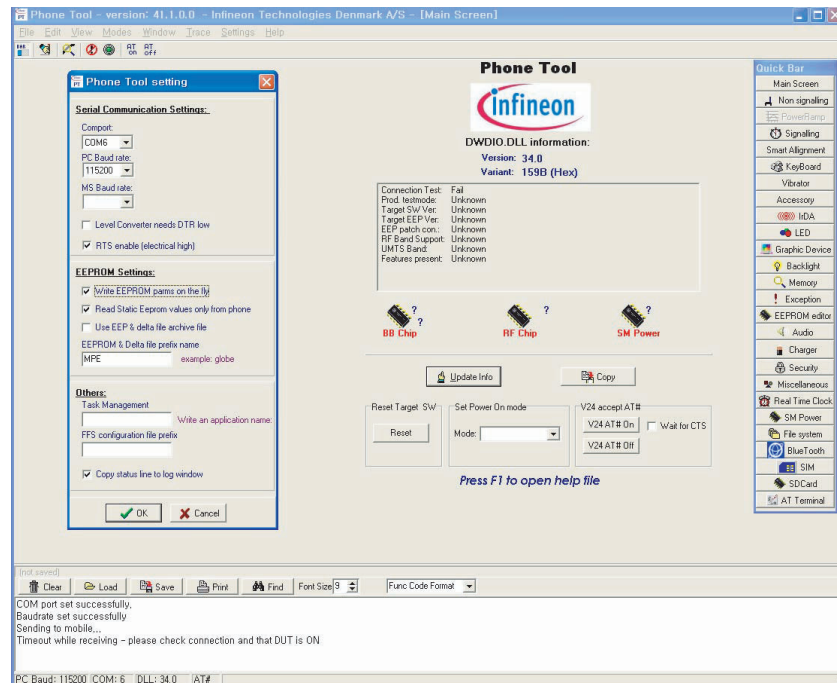 Phone Tool - version: 41.1.0.0 - Infineon Technologies Denmark A/S - [Main Screen]
File Edit View Modes Window Trace Settings Help
AT on AT off
Phone Tool setting
Serial Communication Settings:
Comport:
COM6
PC Baud rate:
115200
MS Baud rate:
Level Converter needs DTR low
RTS enable (electrical high)
EEPROM Settings:
Write EEPROM parms on the fly
Read Static Eeprom values only from phone
Use EEP & delta file archive file
EEPROM & Delta file prefix name
MPE example: globe
Others:
Task Management
Write an application name:
FFS configuration file prefix
Copy status line to log window
OK Cancel
Phone Tool
infineon
DWDIO.DLL information:
Version: 34.0
Variant: 159B (Hex)
Connection Test: Fail
Prod. testmode: Unknown
Target SW Ver: Unknown
Target EEP Ver: Unknown
EEP patch con.: Unknown
RF Band Support: Unknown
UMTS Band: Unknown
Features present: Unknown
? ? ? ?
BB Chip RF Chip SM Power
Update Info Copy
Reset Target SW
Reset
Set Power On mode
Mode:
V24 accept AT#
V24 AT# On
Wait for CTS
V24 AT# Off
Press F1 to open help file
Quick Bar
Main Screen
Non signalling
PowerRamp
Signalling
Smart Allignment
KeyBoard
Vibrator
Accessory
IrDA
LED
Graphic Device
Backlight
Memory
Exception
EEPROM editor
Audio
Charger
Security
Miscellaneous
Real Time Clock
SM Power
File system
BlueTooth
SIM
SDCard
AT Terminal
[not saved]
Clear Load Save Print Find Font Size 9 Func Code Format
COM port set successfully,
Baudrate set successfully
Sending to mobile,,,
Timeout while receiving - please check connection and that DUT is ON
PC Baud: 115200 COM: 6 DLL: 34.0 AT#